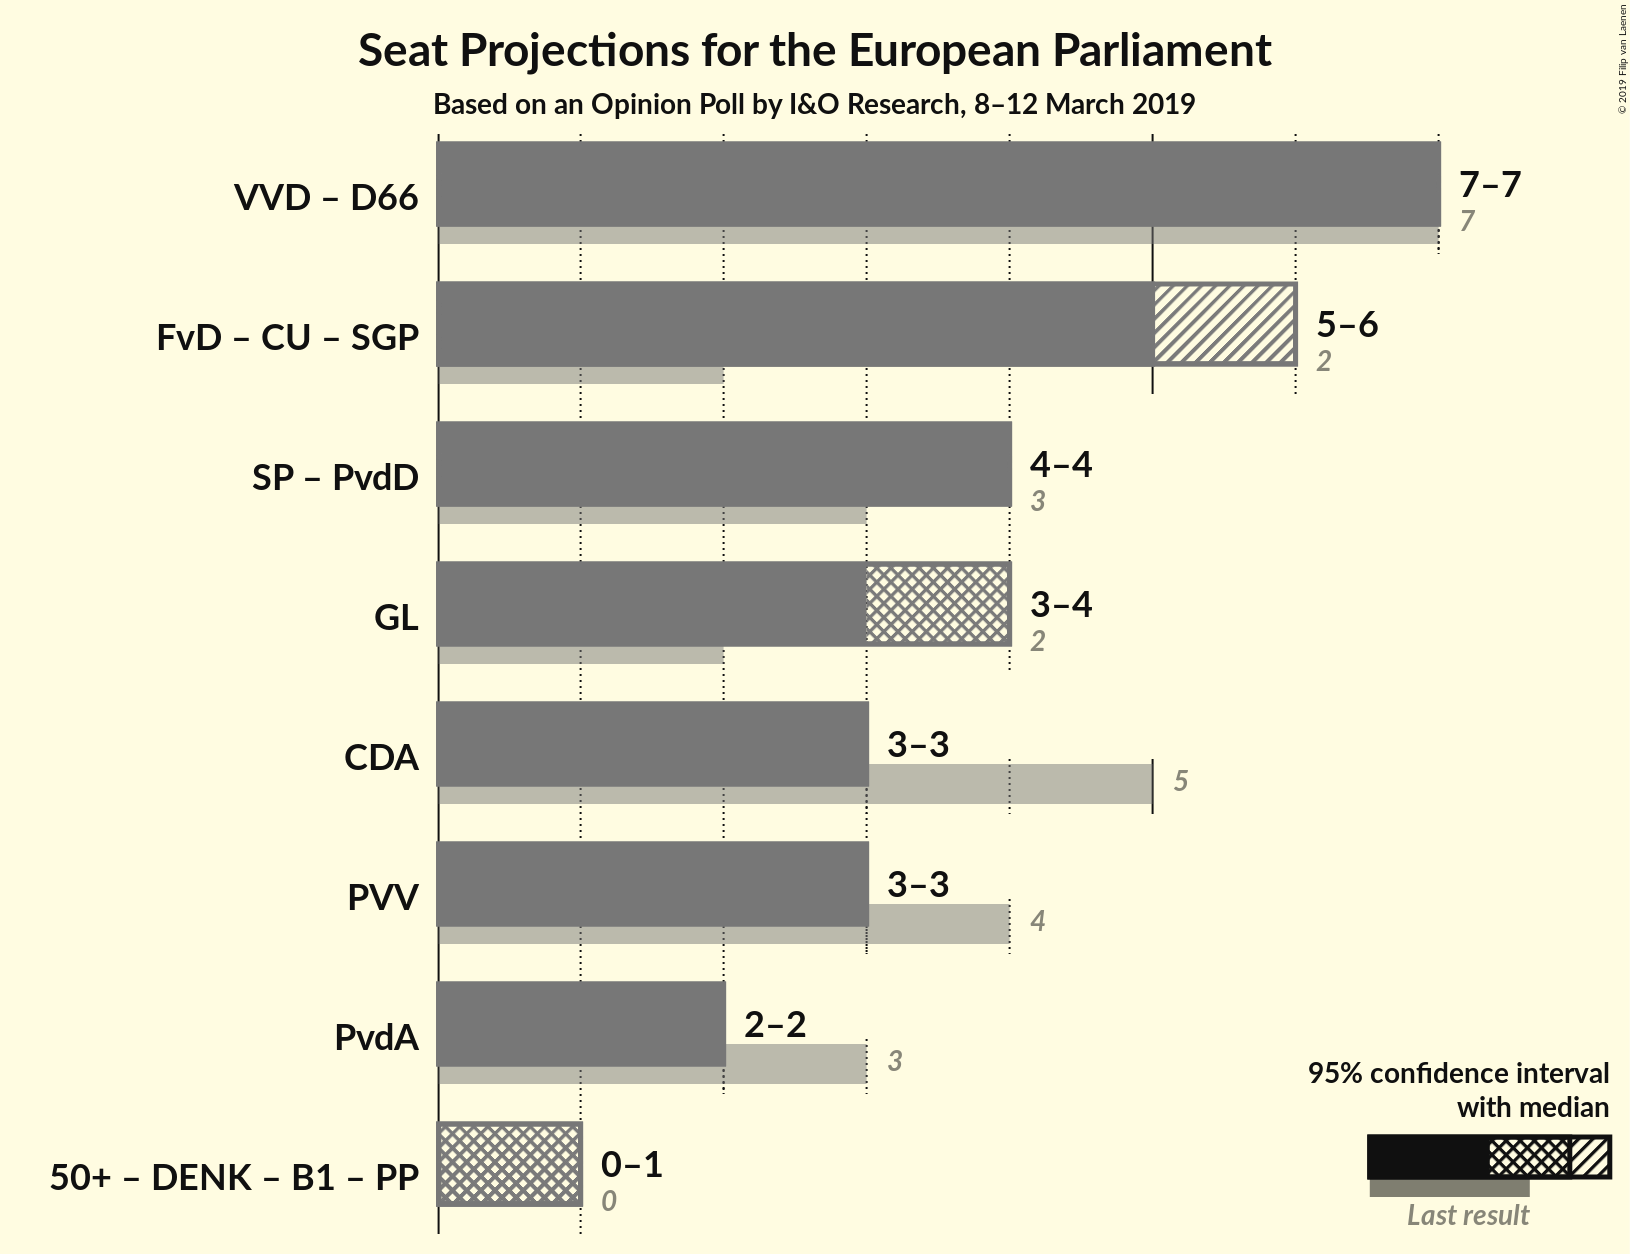 Seat Projections for the European Parliament
Based on an Opinion Poll by I&O Research, 8–12 March 2019
© 2019 Filip van Laenen
VVD – D66
7–7
7
FvD – CU – SGP
5–6
2
SP – PvdD
4–4
3
GL
3–4
2
CDA
3–3
5
PVV
3–3
4
PvdA
2–2
3
50+ – DENK – B1 – PP
0–1
0
95% confidence interval
with median
Last result